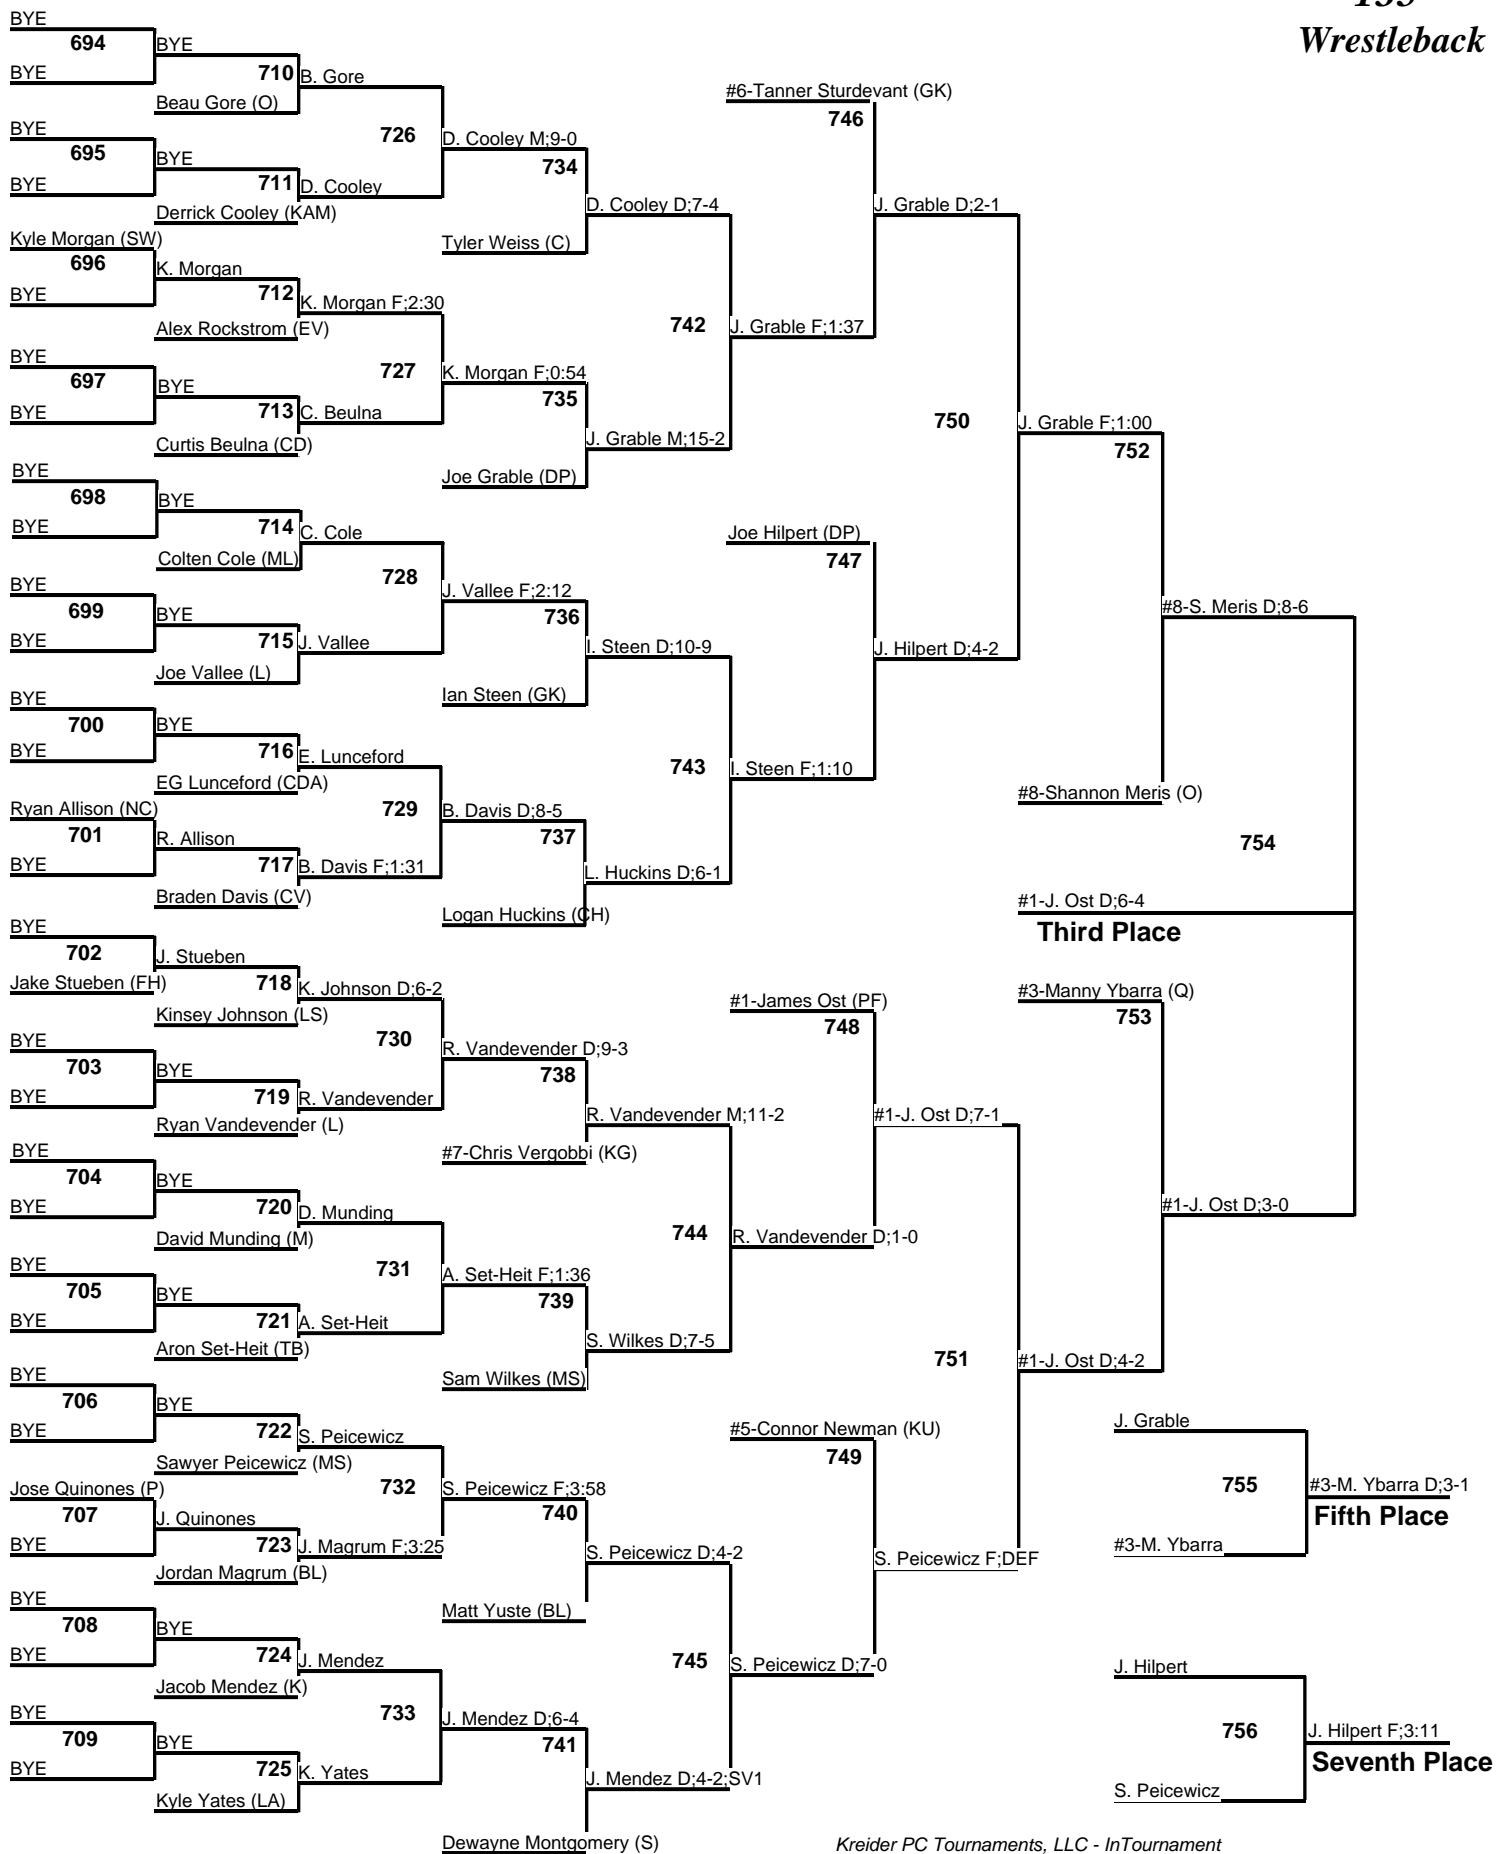 Wrestleback
BYE
694
BYE
BYE
710
B. Gore
Beau Gore (O)
726
D. Cooley M;9-0
BYE
695
BYE
BYE
711
D. Cooley
Derrick Cooley (KAM)
734
D. Cooley D;7-4
Tyler Weiss (C)
Kyle Morgan (SW)
696
BYE
K. Morgan
712
K. Morgan F;2:30
Alex Rockstrom (EV)
727
K. Morgan F;0:54
BYE
697
BYE
BYE
713
C. Beulna
Curtis Beulna (CD)
735
J. Grable M;15-2
Joe Grable (DP)
742
J. Grable F;1:37
#6-Tanner Sturdevant (GK)
746
J. Grable D;2-1
BYE
698
BYE
BYE
714
C. Cole
Colten Cole (ML)
728
J. Vallee F;2:12
BYE
699
BYE
BYE
715
J. Vallee
Joe Vallee (L)
736
I. Steen D;10-9
Ian Steen (GK)
BYE
700
BYE
BYE
716
E. Lunceford
EG Lunceford (CDA)
729
B. Davis D;8-5
Ryan Allison (NC)
701
BYE
R. Allison
717
B. Davis F;1:31
Braden Davis (CV)
737
L. Huckins D;6-1
Logan Huckins (CH)
743
I. Steen F;1:10
Joe Hilpert (DP)
747
J. Hilpert D;4-2
750
J. Grable F;1:00
752
#8-S. Meris D;8-6
#8-Shannon Meris (O)
754
#1-J. Ost D;6-4
Third Place
BYE
702
Jake Stueben (FH)
J. Stueben
718
K. Johnson D;6-2
Kinsey Johnson (LS)
730
R. Vandevender D;9-3
BYE
703
BYE
BYE
719
R. Vandevender
Ryan Vandevender (L)
738
R. Vandevender M;11-2
#7-Chris Vergobbi (KG)
BYE
704
BYE
BYE
720
D. Munding
David Munding (M)
731
A. Set-Heit F;1:36
BYE
705
BYE
BYE
721
A. Set-Heit
Aron Set-Heit (TB)
739
S. Wilkes D;7-5
Sam Wilkes (MS)
744
R. Vandevender D;1-0
#1-James Ost (PF)
748
#1-J. Ost D;7-1
BYE
706
BYE
BYE
722
S. Peicewicz
Sawyer Peicewicz (MS)
732
S. Peicewicz F;3:58
Jose Quinones (P)
707
BYE
J. Quinones
723
J. Magrum F;3:25
Jordan Magrum (BL)
740
S. Peicewicz D;4-2
Matt Yuste (BL)
BYE
708
BYE
BYE
724
J. Mendez
Jacob Mendez (K)
733
J. Mendez D;6-4
BYE
709
BYE
BYE
725
K. Yates
Kyle Yates (LA)
741
J. Mendez D;4-2;SV1
Dewayne Montgomery (S)
745
S. Peicewicz D;7-0
#5-Connor Newman (KU)
749
S. Peicewicz F;DEF
751
#1-J. Ost D;4-2
#3-Manny Ybarra (Q)
753
#1-J. Ost D;3-0
J. Grable
755
#3-M. Ybarra D;3-1
Fifth Place
#3-M. Ybarra
J. Hilpert
756
J. Hilpert F;3:11
Seventh Place
S. Peicewicz
Kreider PC Tournaments, LLC - InTournament